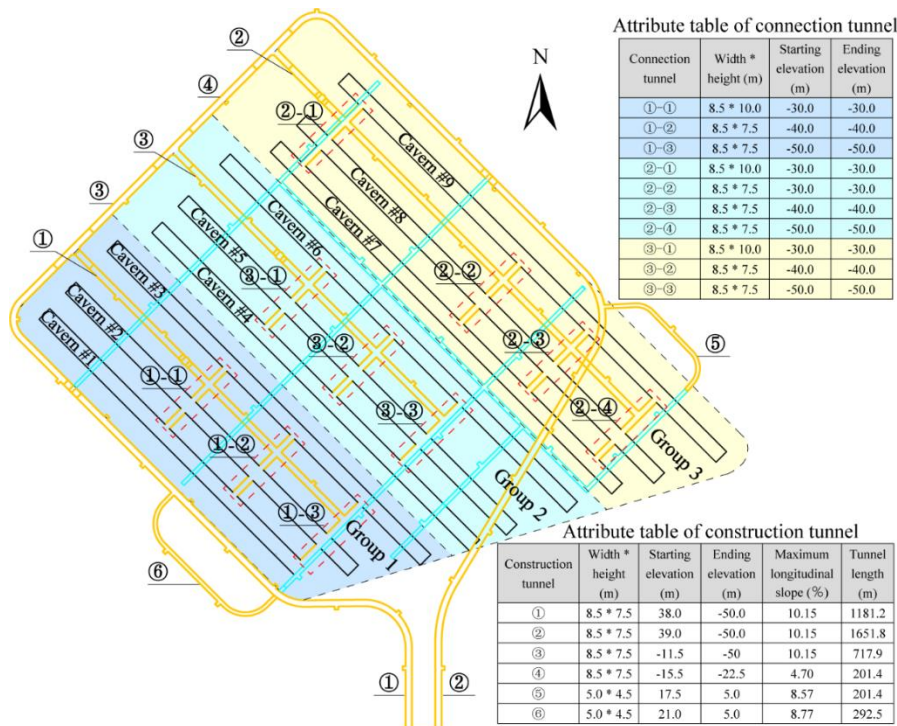 ②
④
③
③
①
N
②-①
Cavern #9
Cavern #8
Cavern #7
Cavern #6
Cavern #5
Cavern #4
Cavern #3
Cavern #2
Cavern #1
③-①
②-②
③-②
②-③
①-①
③-③
②-④
①-②
①-③
⑤
⑥
Group 1
Group 2
Group 3
①
②
Attribute table of connection tunnel
Connection tunnel | Width * height (m) | Starting elevation (m) | Ending elevation (m)
①-① 8.5 * 10.0 -30.0 -30.0
①-② 8.5 * 7.5 -40.0 -40.0
①-③ 8.5 * 7.5 -50.0 -50.0
②-① 8.5 * 10.0 -30.0 -30.0
②-② 8.5 * 7.5 -30.0 -30.0
②-③ 8.5 * 7.5 -40.0 -40.0
②-④ 8.5 * 7.5 -50.0 -50.0
③-① 8.5 * 10.0 -30.0 -30.0
③-② 8.5 * 7.5 -40.0 -40.0
③-③ 8.5 * 7.5 -50.0 -50.0
Attribute table of construction tunnel
Construction tunnel | Width * height (m) | Starting elevation (m) | Ending elevation (m) | Maximum longitudinal slope (%) | Tunnel length (m)
① 8.5 * 7.5 38.0 -50.0 10.15 1181.2
② 8.5 * 7.5 39.0 -50.0 10.15 1651.8
③ 8.5 * 7.5 -11.5 -50 10.15 717.9
④ 8.5 * 7.5 -15.5 -22.5 4.70 201.4
⑤ 5.0 * 4.5 17.5 5.0 8.57 201.4
⑥ 5.0 * 4.5 21.0 5.0 8.77 292.5